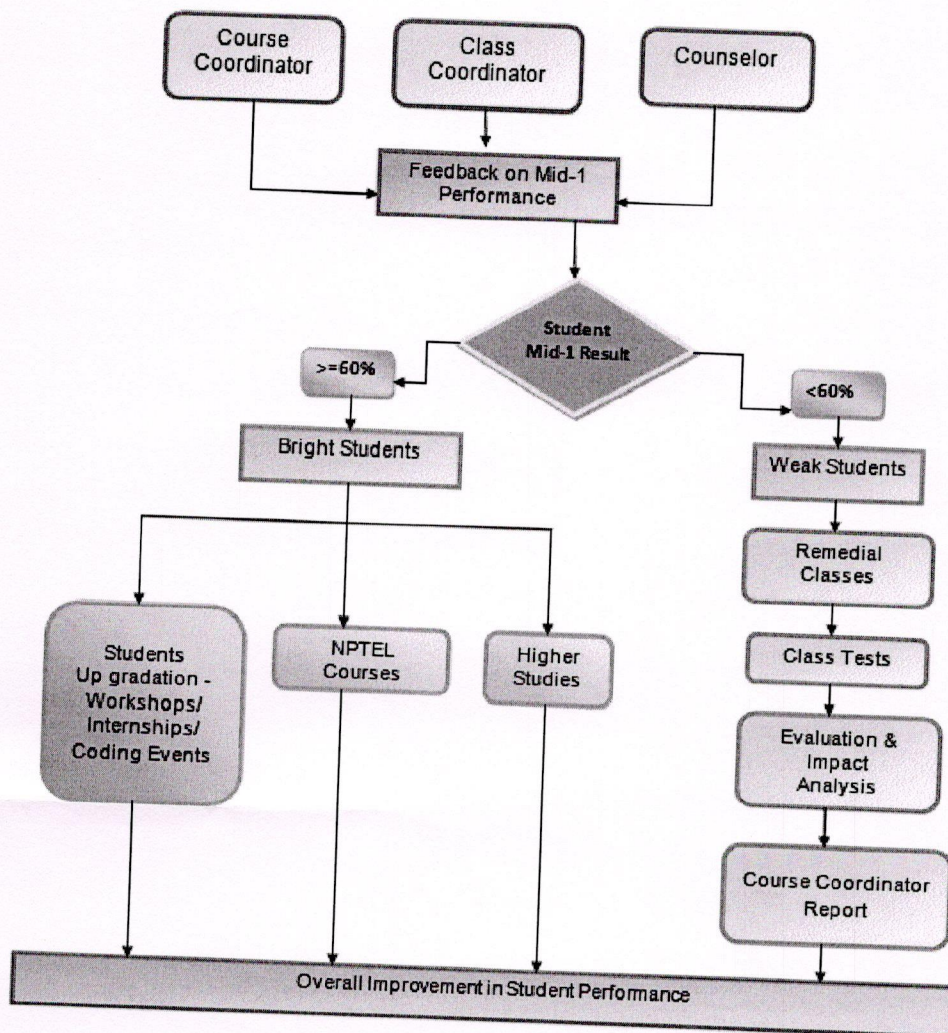 Course
Coordinator
Class
Coordinator
Counselor
Feedback on Mid-1
Performance
Student
Mid-1 Result
>=60%
<60%
Bright Students
Weak Students
Remedial
Classes
Students
Up gradation -
Workshops/
Internships/
Coding Events
NPTEL
Courses
Higher
Studies
Class Tests
Evaluation &
Impact
Analysis
Course Coordinator
Report
Overall Improvement in Student Performance